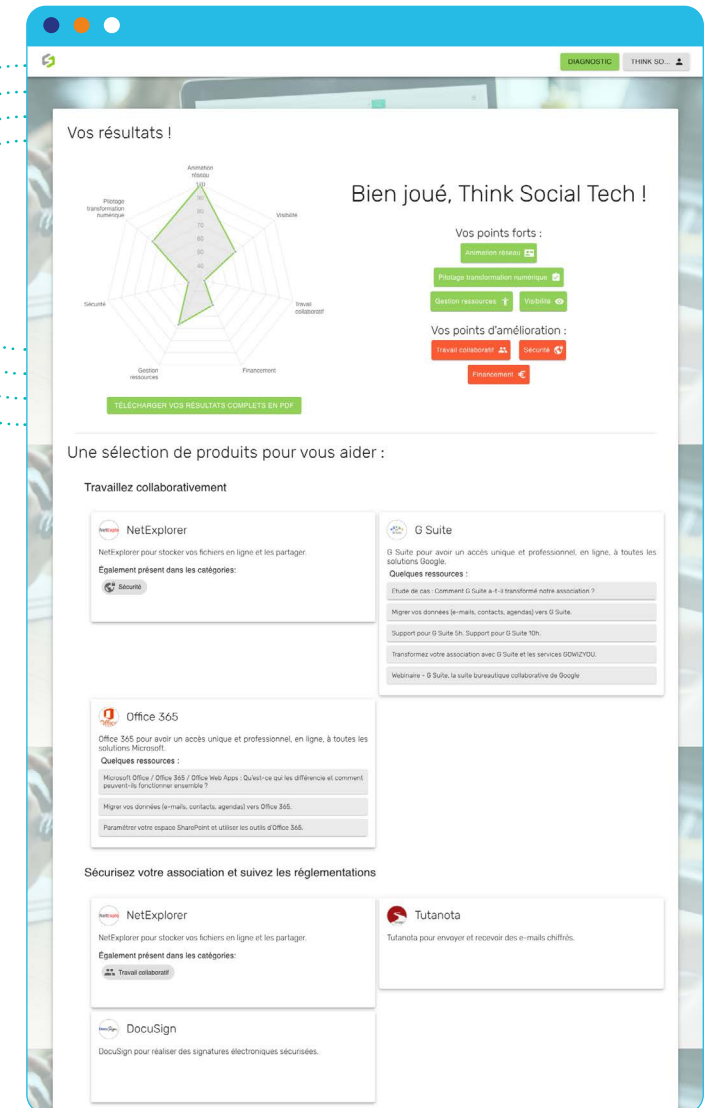 DIAGNOSTIC
THINK SO...
Vos résultats !
Animation
réseau
100
90
80
70
60
50
40
Visibilité
Travail
collaboratif
Financement
Gestion
ressources
Sécurité
Pilotage
transformation
numérique
TÉLÉCHARGER VOS RÉSULTATS COMPLETS EN PDF
Bien joué, Think Social Tech !
Vos points forts :
Animation réseau
Pilotage transformation numérique
Gestion ressources
Visibilité
Vos points d'amélioration :
Travail collaboratif
Sécurité
Financement €
Une sélection de produits pour vous aider :
Travaillez collaborativement
NetExplorer
NetExplorer pour stocker vos fichiers en ligne et les partager.
Également présent dans les catégories:
Sécurité
G Suite
G Suite pour avoir un accès unique et professionnel, en ligne, à toutes les
solutions Google.
Quelques ressources :
Etude de cas : Comment G Suite a-t-il transformé notre association ?
Migrer vos données (e-mails, contacts, agendas) vers G Suite.
Support pour G Suite 5h. Support pour G Suite 10h.
Transformez votre association avec G Suite et les services GOWIZYOU.
Webinaire - G Suite, la suite bureautique collaborative de Google
Office 365
Office 365 pour avoir un accès unique et professionnel, en ligne, à toutes les
solutions Microsoft.
Quelques ressources :
Microsoft Office / Office 365 / Office Web Apps : Qu'est-ce qui les différencie et comment
peuvent-ils fonctionner ensemble ?
Migrer vos données (e-mails, contacts, agendas) vers Office 365.
Paramétrer votre espace SharePoint et utiliser les outils d'Office 365.
Sécurisez votre association et suivez les réglementations
NetExplorer
NetExplorer pour stocker vos fichiers en ligne et les partager.
Également présent dans les catégories:
Travail collaboratif
Tutanota
Tutanota pour envoyer et recevoir des e-mails chiffrés.
DocuSign
DocuSign pour réaliser des signatures électroniques sécurisées.